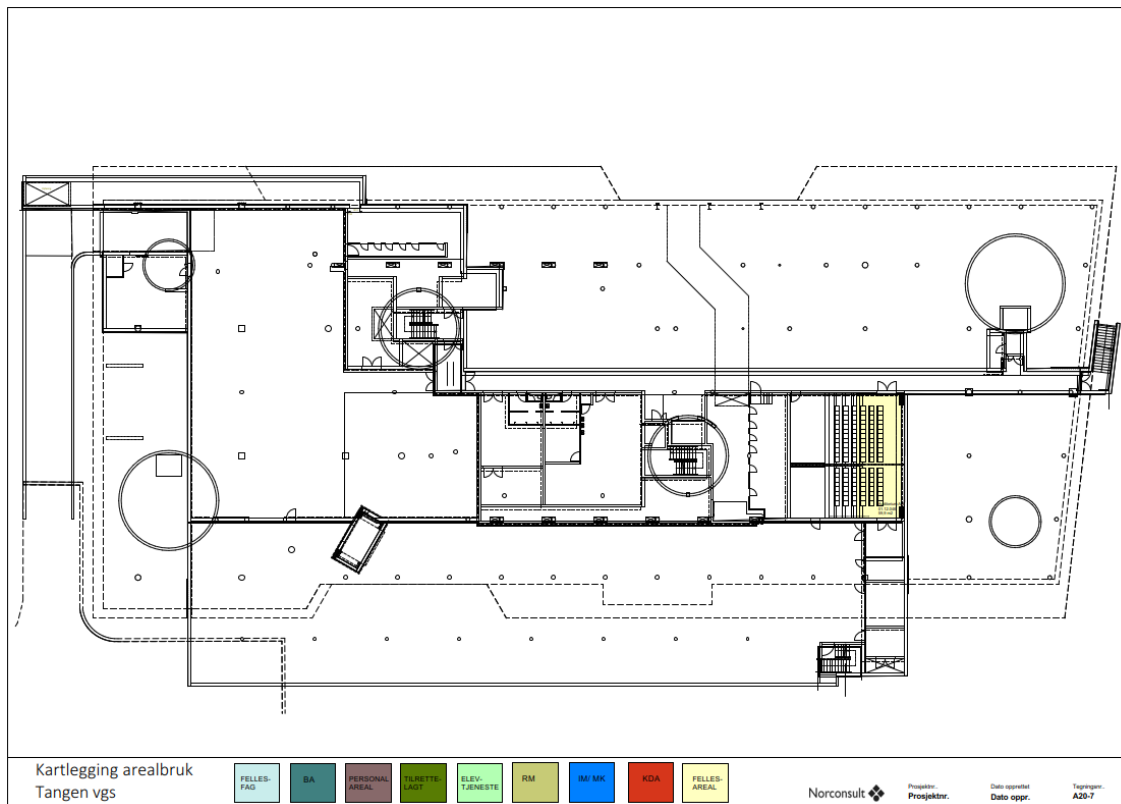 Kartlegging arealbruk
Tangen vgs
FELLES-
FAG
BA
PERSONAL
AREAL
TILRETTE-
LAGT
ELEV-
TJENESTE
RM
IM/ MK
KDA
FELLES-
AREAL
Norconsult
Prosjektnr.
Prosjektnr.
Dato opprettet
Dato oppr.
Tegningsnr.
A20-7